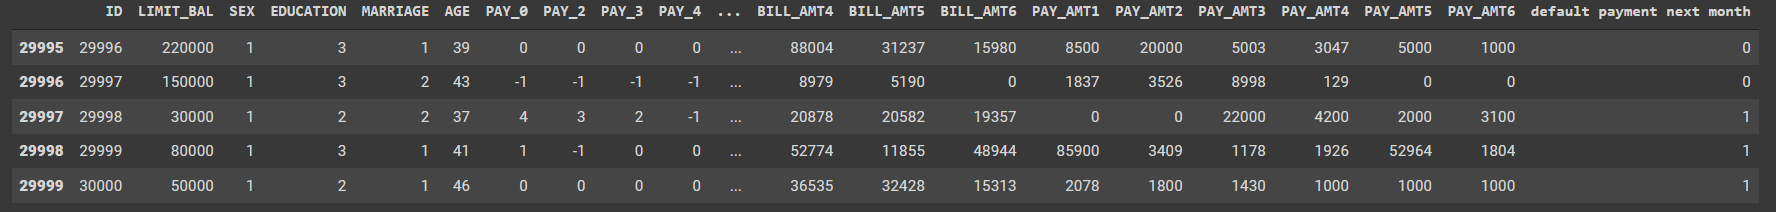 ID LIMIT_BAL SEX EDUCATION MARRIAGE AGE PAY_0 PAY_2 PAY_3 PAY_4 ... BILL_AMT4 BILL_AMT5 BILL_AMT6 PAY_AMT1 PAY_AMT2 PAY_AMT3 PAY_AMT4 PAY_AMT5 PAY_AMT6 default payment next month
29995 29996 220000 1 3 1 39 0 0 0 0 ... 88004 31237 15980 8500 20000 5003 3047 5000 1000 0
29996 29997 150000 1 3 2 43 -1 -1 -1 -1 ... 8979 5190 0 1837 3526 8998 129 0 0 0
29997 29998 30000 1 2 2 37 4 3 2 -1 ... 20878 20582 19357 0 0 22000 4200 2000 3100 1
29998 29999 80000 1 3 1 41 1 -1 0 0 ... 52774 11855 48944 85900 3409 1178 1926 52964 1804 1
29999 30000 50000 1 2 1 46 0 0 0 0 ... 36535 32428 15313 2078 1800 1430 1000 1000 1000 1